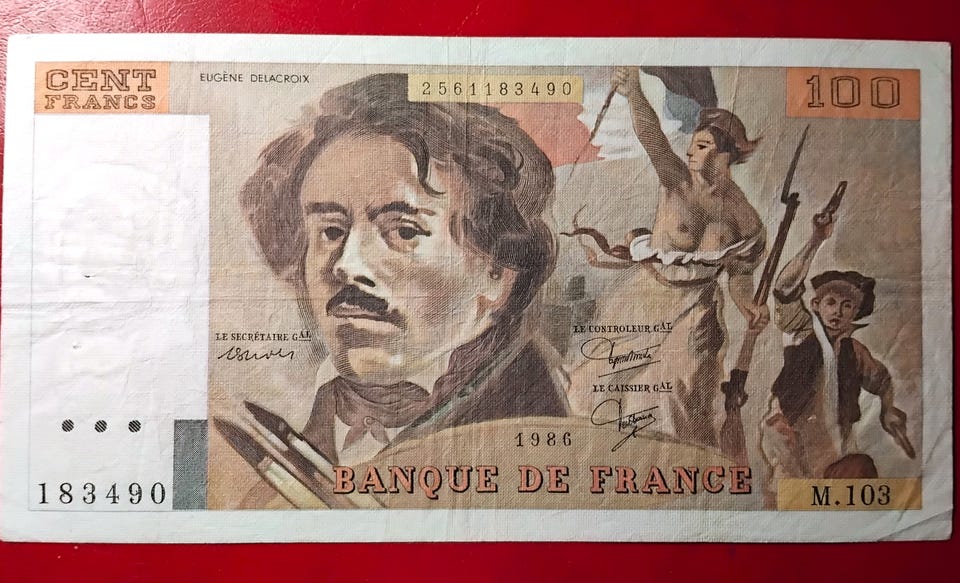 CENT
FRANCS
EUGÈNE DELACROIX
2561183490
100
LE SECRÉTAIRE GAL
LE CONTROLEUR GAL
LE CAISSIER GAL
1986
BANQUE DE FRANCE
183490
M.103